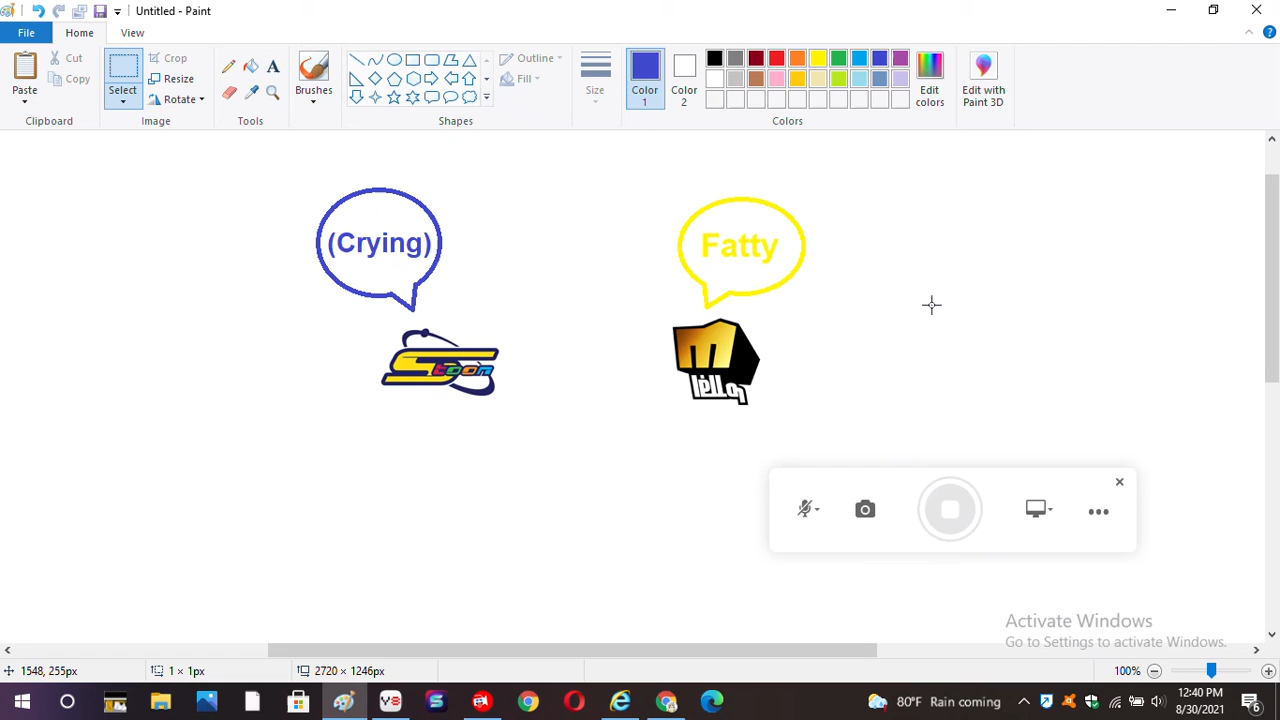 Untitled - Paint
File Home View
Paste
Cut
Copy
Clipboard
Select
Crop
Resize
Rotate
Image
A
Tools
Brushes
Outline
Fill
Shapes
Size
Color 1
Color 2
Edit colors
Colors
Edit with Paint 3D
(Crying)
Fatty
Stoon
m
Activate Windows
Go to Settings to activate Windows.
1548, 255px
1 × 1px
2720 × 1246px
100%
80°F Rain coming
12:40 PM
8/30/2021
6